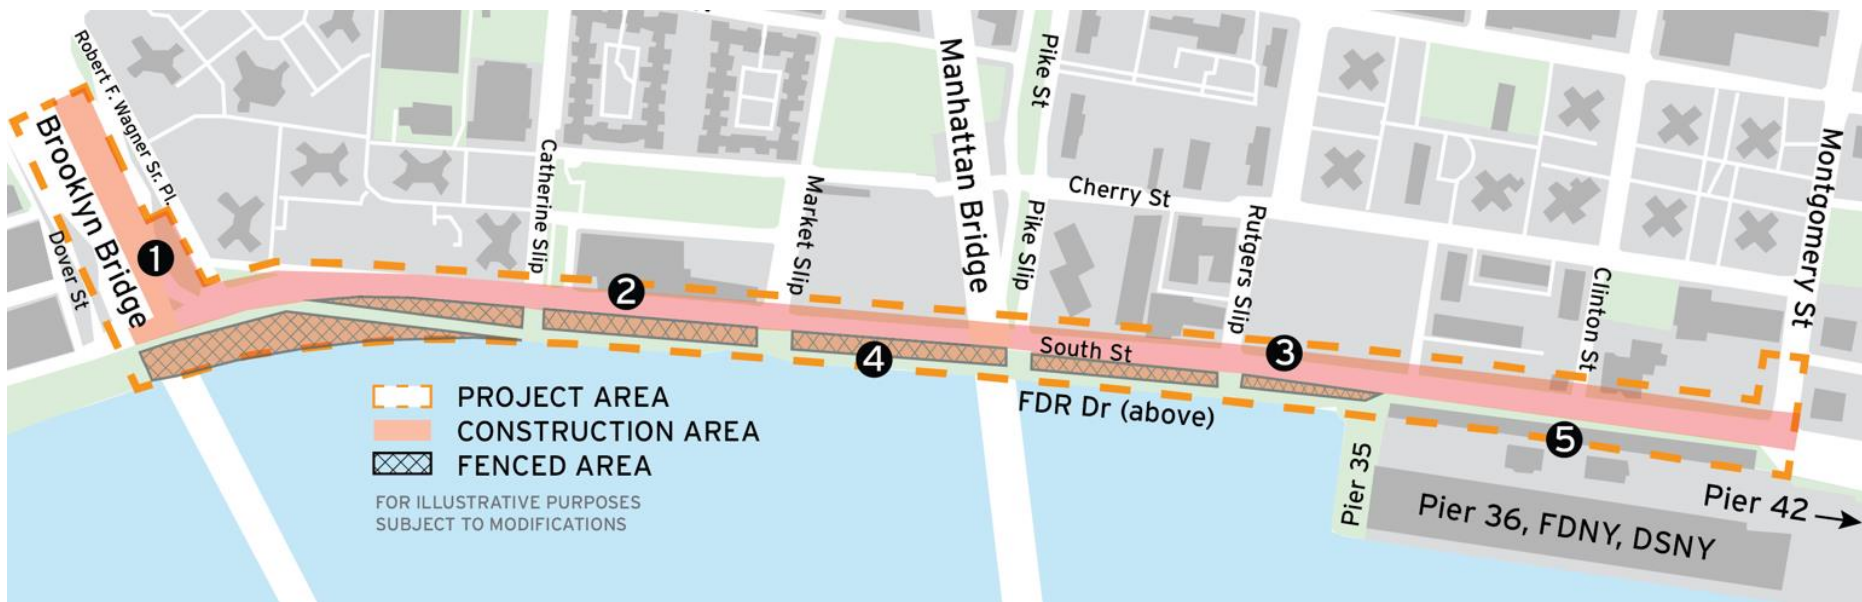 Robert F. Wagner Sr. Pl.
Brooklyn Bridge
Dover St
1
Catherine Slip
2
Market Slip
Manhattan Bridge
Pike St
Pike Slip
Cherry St
Rutgers Slip
3
Clinton St
Montgomery St
4
South St
FDR Dr (above)
5
Pier 35
Pier 36, FDNY, DSNY
Pier 42
PROJECT AREA
CONSTRUCTION AREA
FENCED AREA
FOR ILLUSTRATIVE PURPOSES
SUBJECT TO MODIFICATIONS